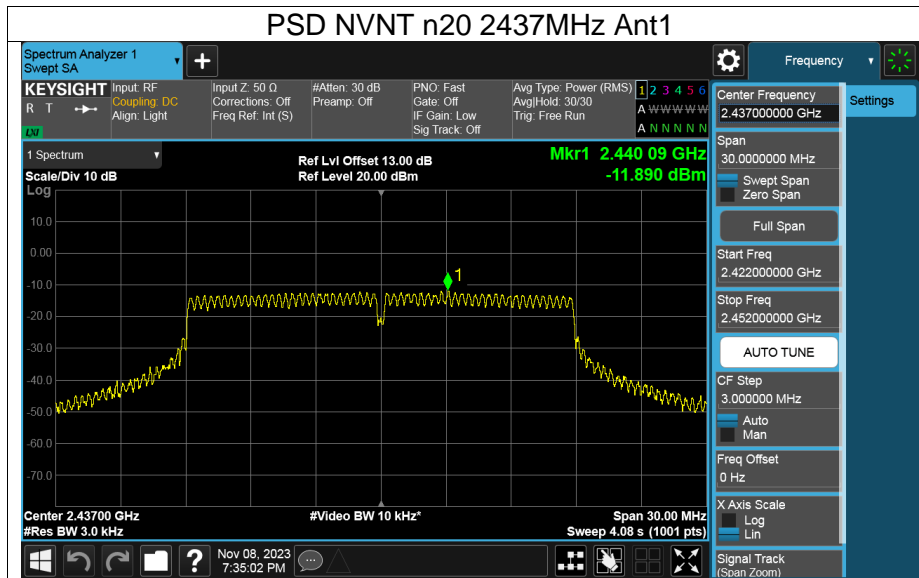 PSD NVNT n20 2437MHz Ant1
Spectrum Analyzer 1
Swept SA
+
Frequency
KEYSIGHT
R T
LXI
Input: RF
Coupling: DC
Align: Light
Input Z: 50 Ω
Corrections: Off
Freq Ref: Int (S)
#Atten: 30 dB
Preamp: Off
PNO: Fast
Gate: Off
IF Gain: Low
Sig Track: Off
Avg Type: Power (RMS)
Avg|Hold: 30/30
Trig: Free Run
1 2 3 4 5 6
A W W W W W
A N N N N N
1 Spectrum
Scale/Div 10 dB
Log
Ref Lvl Offset 13.00 dB
Ref Level 20.00 dBm
Mkr1 2.440 09 GHz
-11.890 dBm
10.0
0.00
-10.0
-20.0
-30.0
-40.0
-50.0
-60.0
-70.0
1
Center 2.43700 GHz
#Res BW 3.0 kHz
#Video BW 10 kHz*
Span 30.00 MHz
Sweep 4.08 s (1001 pts)
Center Frequency
2.437000000 GHz
Span
30.0000000 MHz
Swept Span
Zero Span
Full Span
Start Freq
2.422000000 GHz
Stop Freq
2.452000000 GHz
AUTO TUNE
CF Step
3.000000 MHz
Auto
Man
Freq Offset
0 Hz
X Axis Scale
Log
Lin
Signal Track
(Span Zoom)
Settings
?
Nov 08, 2023
7:35:02 PM